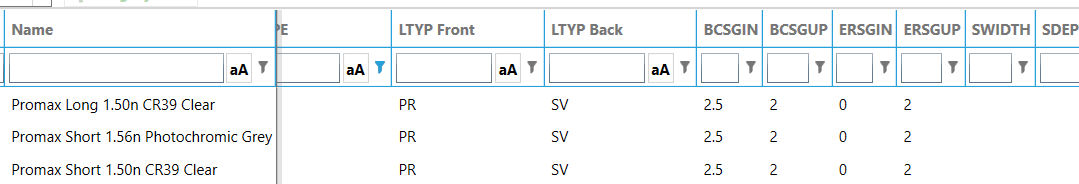 Name PE LTYP Front LTYP Back BCSGIN BCSGUP ERSGIN ERSGUP SWIDTH SDEP
aA aA aA aA
Promax Long 1.50n CR39 Clear PR SV 2.5 2 0 2
Promax Short 1.56n Photochromic Grey PR SV 2.5 2 0 2
Promax Short 1.50n CR39 Clear PR SV 2.5 2 0 2